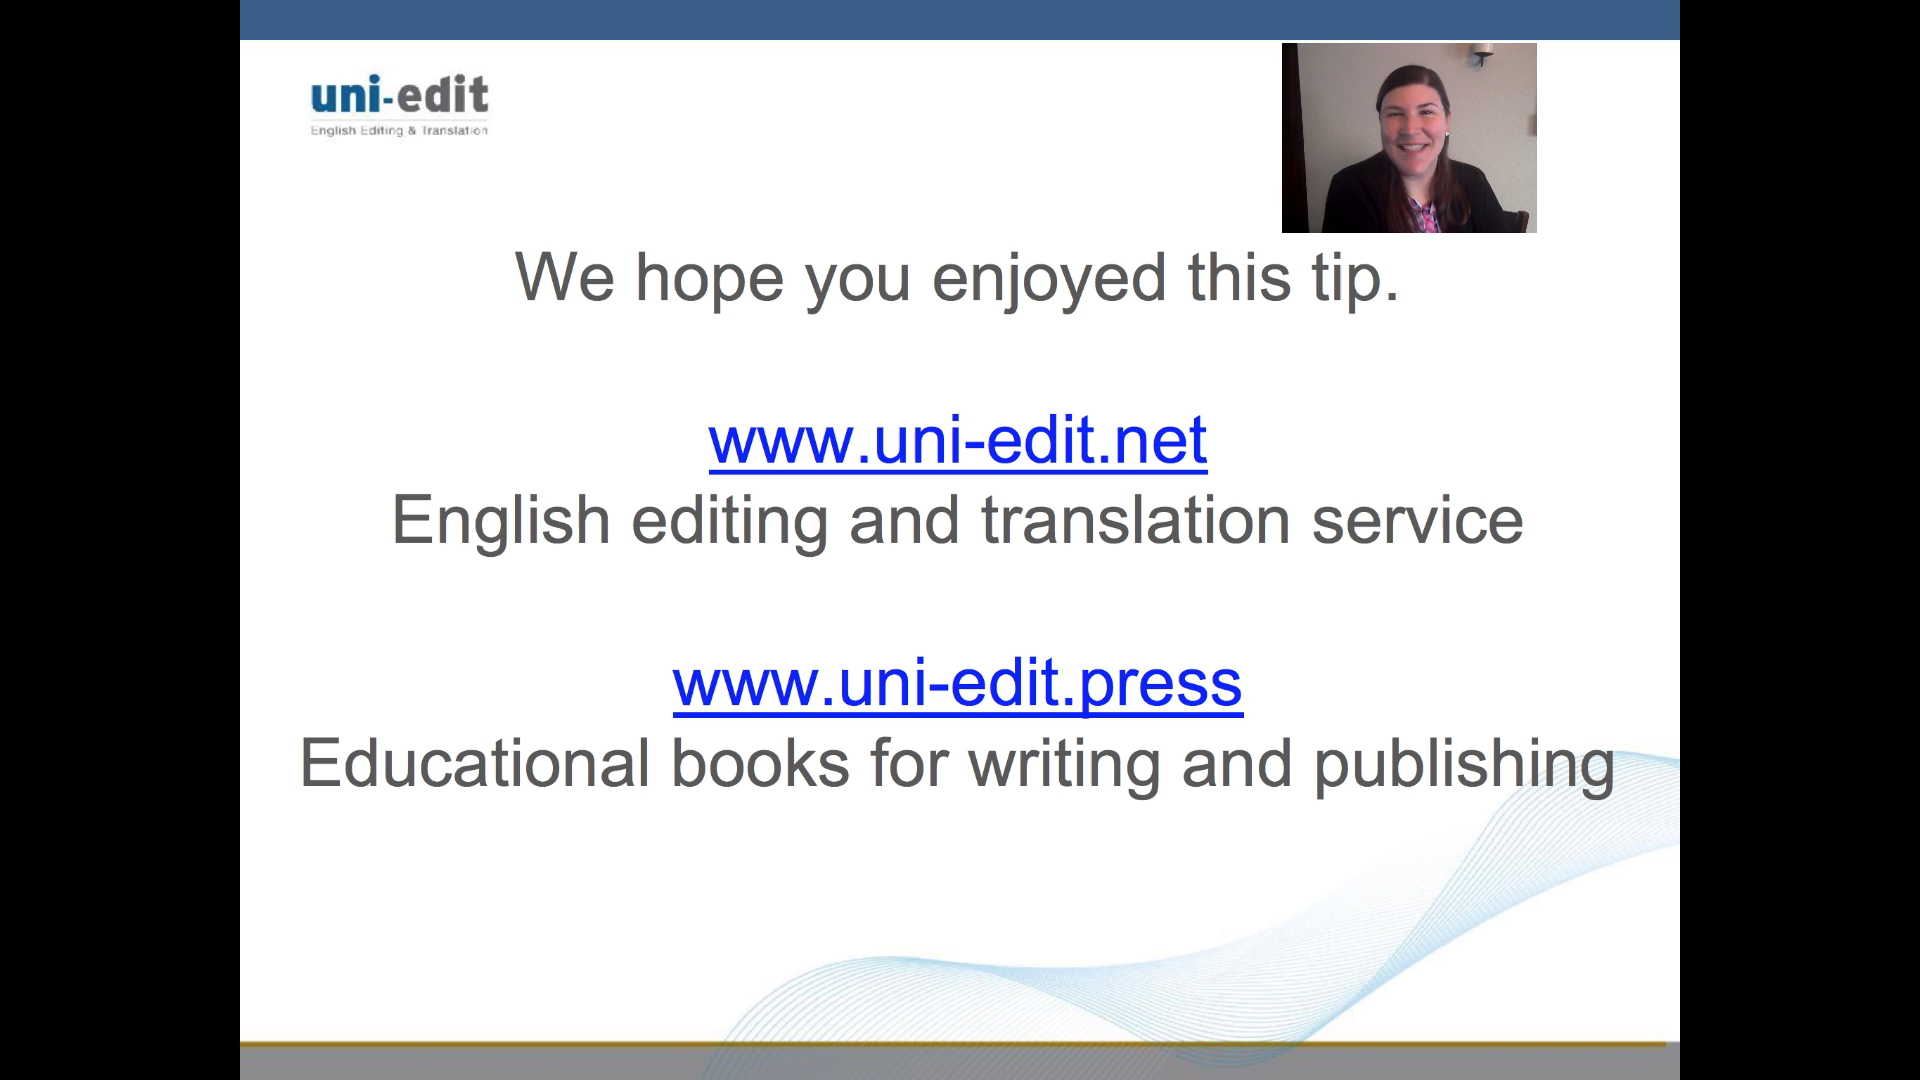 uni-edit
English Editing & Translation
We hope you enjoyed this tip.
www.uni-edit.net
English editing and translation service
www.uni-edit.press
Educational books for writing and publishing